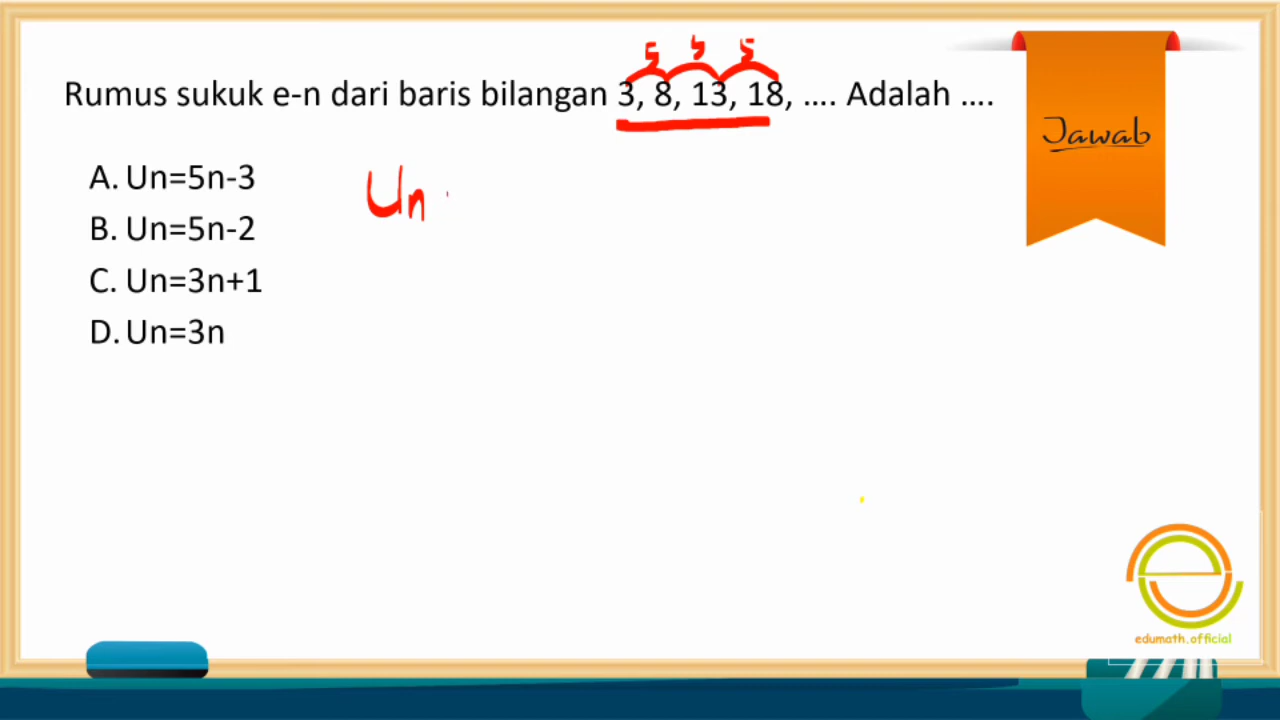 5 5 5
Rumus sukuk e-n dari baris bilangan 3, 8, 13, 18, .... Adalah ....
Jawab
A. Un=5n-3
Un
B. Un=5n-2
C. Un=3n+1
D. Un=3n
edumath.official